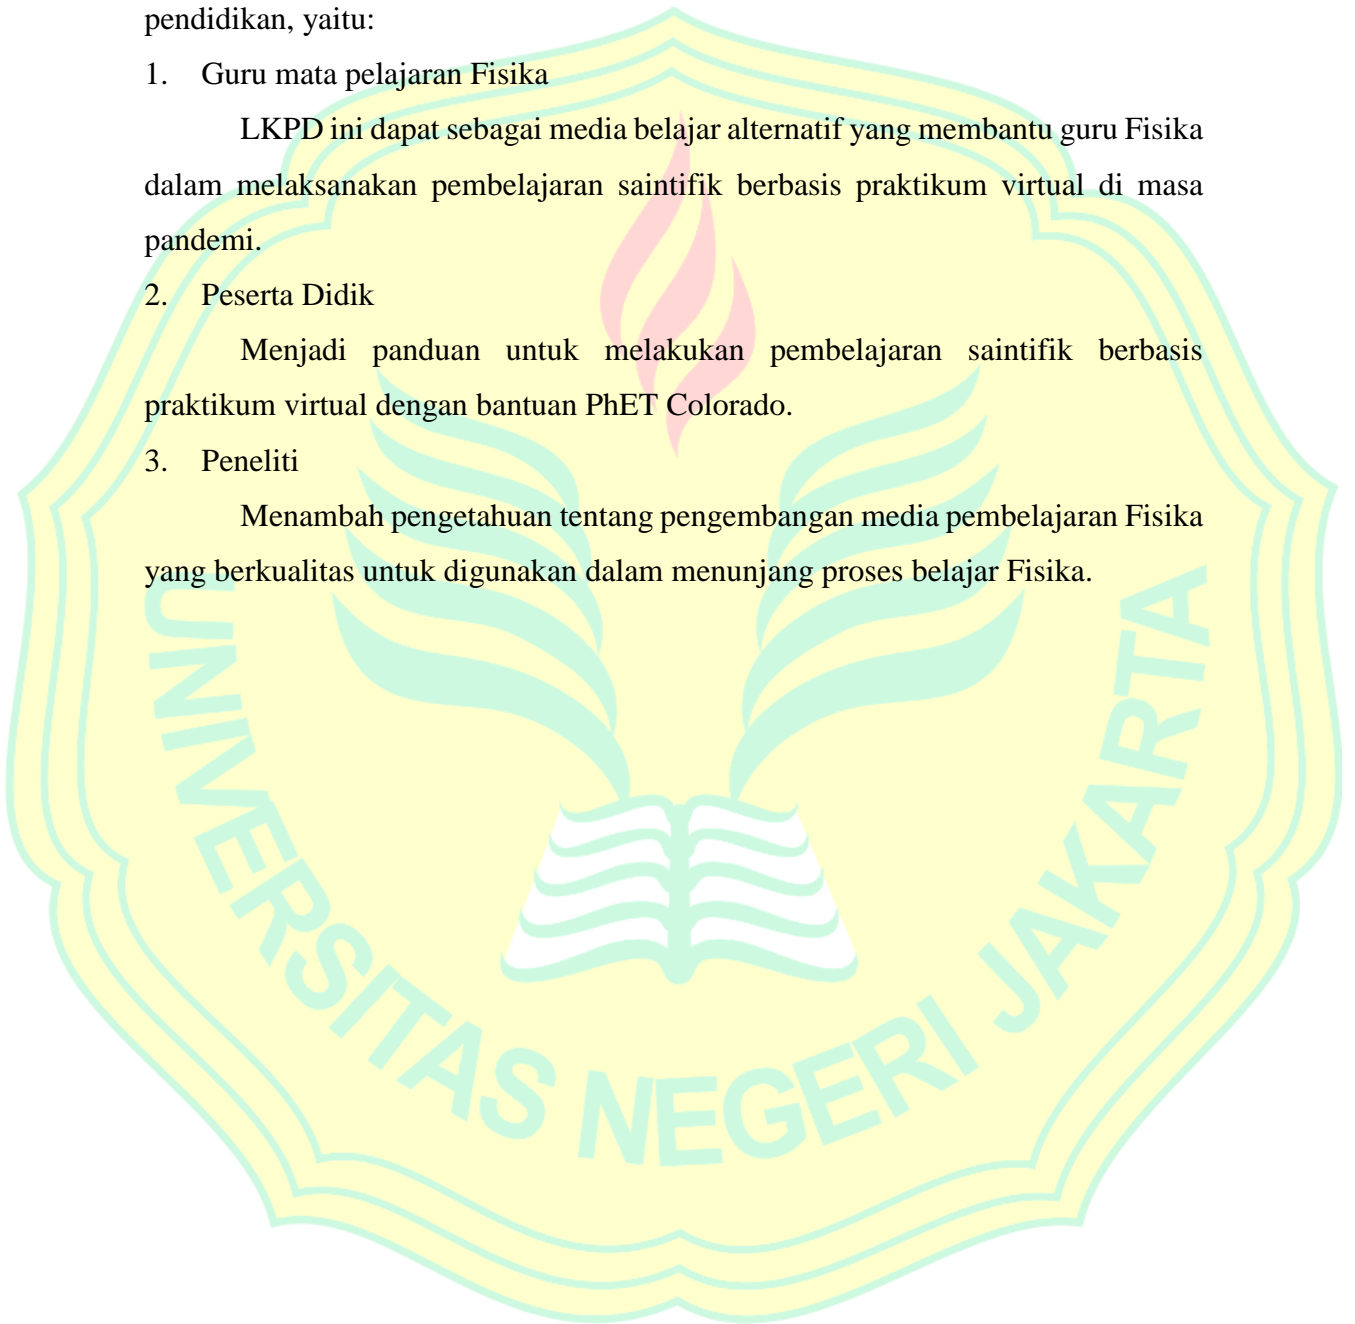 pendidikan, yaitu:
1. Guru mata pelajaran Fisika
LKPD ini dapat sebagai media belajar alternatif yang membantu guru Fisika
dalam melaksanakan pembelajaran saintifik berbasis praktikum virtual di masa
pandemi.
2. Peserta Didik
Menjadi panduan untuk melakukan pembelajaran saintifik berbasis
praktikum virtual dengan bantuan PhET Colorado.
3. Peneliti
Menambah pengetahuan tentang pengembangan media pembelajaran Fisika
yang berkualitas untuk digunakan dalam menunjang proses belajar Fisika.
UNIVERSITAS NEGERI JAKARTA